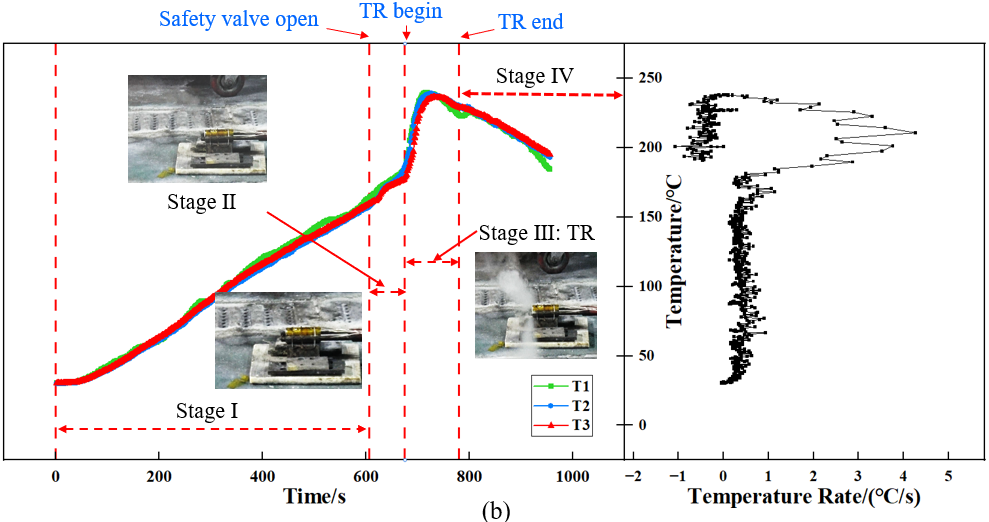 Safety valve open
TR begin
TR end
Stage IV
Stage II
Stage III: TR
Stage I
T1
T2
T3
0
200
400
600
800
1000
Time/s
250
200
150
100
50
0
Temperature/°C
−2
−1
0
1
2
3
4
5
6
Temperature Rate/(°C/s)
(b)